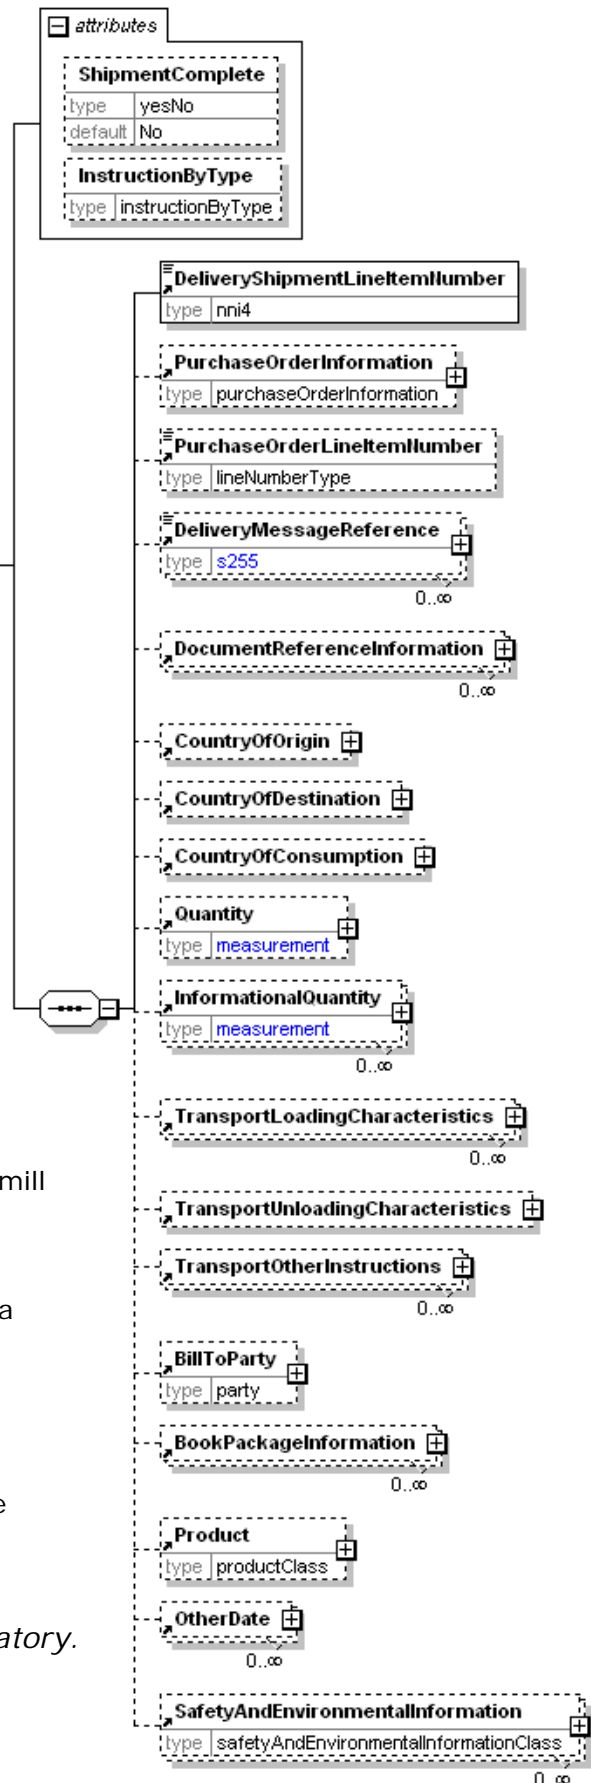 attributes
ShipmentComplete
type yesNo
default No
InstructionByType
type instructionByType
DeliveryShipmentLineItemNumber
type nni4
PurchaseOrderInformation
type purchaseOrderInformation
PurchaseOrderLineItemNumber
type lineNumberType
DeliveryMessageReference
type s255
0..∞
DocumentReferenceInformation
0..∞
CountryOfOrigin
CountryOfDestination
CountryOfConsumption
Quantity
type measurement
InformationalQuantity
type measurement
0..∞
TransportLoadingCharacteristics
0..∞
mill
TransportUnloadingCharacteristics
TransportOtherInstructions
a
0..∞
BillToParty
type party
BookPackageInformation
0..∞
e
Product
type productClass
OtherDate
atory.
0..∞
SafetyAndEnvironmentalInformation
type safetyAndEnvironmentalInformationClass
0..∞